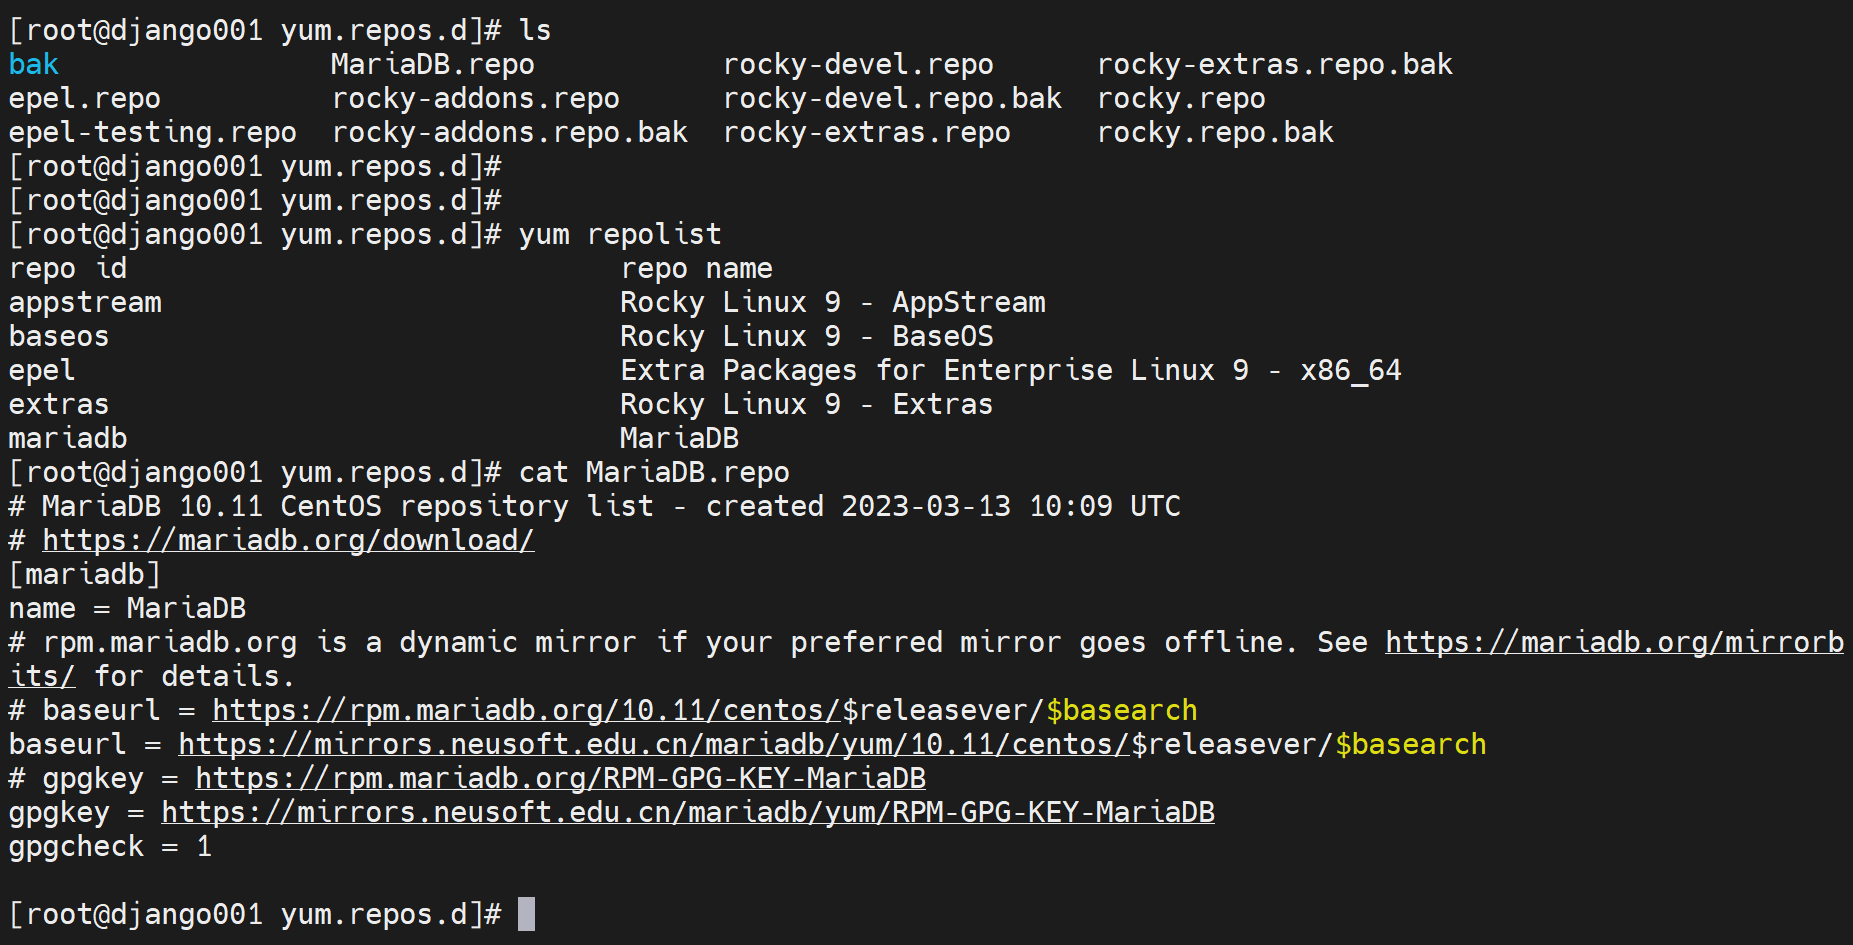 [root@django001 yum.repos.d]# ls
bak                MariaDB.repo           rocky-devel.repo      rocky-extras.repo.bak
epel.repo          rocky-addons.repo      rocky-devel.repo.bak  rocky.repo
epel-testing.repo  rocky-addons.repo.bak  rocky-extras.repo     rocky.repo.bak
[root@django001 yum.repos.d]#
[root@django001 yum.repos.d]#
[root@django001 yum.repos.d]# yum repolist
repo id                             repo name
appstream                           Rocky Linux 9 - AppStream
baseos                              Rocky Linux 9 - BaseOS
epel                                Extra Packages for Enterprise Linux 9 - x86_64
extras                              Rocky Linux 9 - Extras
mariadb                             MariaDB
[root@django001 yum.repos.d]# cat MariaDB.repo
# MariaDB 10.11 CentOS repository list - created 2023-03-13 10:09 UTC
# https://mariadb.org/download/
[mariadb]
name = MariaDB
# rpm.mariadb.org is a dynamic mirror if your preferred mirror goes offline. See https://mariadb.org/mirrorb
its/ for details.
# baseurl = https://rpm.mariadb.org/10.11/centos/$releasever/$basearch
baseurl = https://mirrors.neusoft.edu.cn/mariadb/yum/10.11/centos/$releasever/$basearch
# gpgkey = https://rpm.mariadb.org/RPM-GPG-KEY-MariaDB
gpgkey = https://mirrors.neusoft.edu.cn/mariadb/yum/RPM-GPG-KEY-MariaDB
gpgcheck = 1
[root@django001 yum.repos.d]#